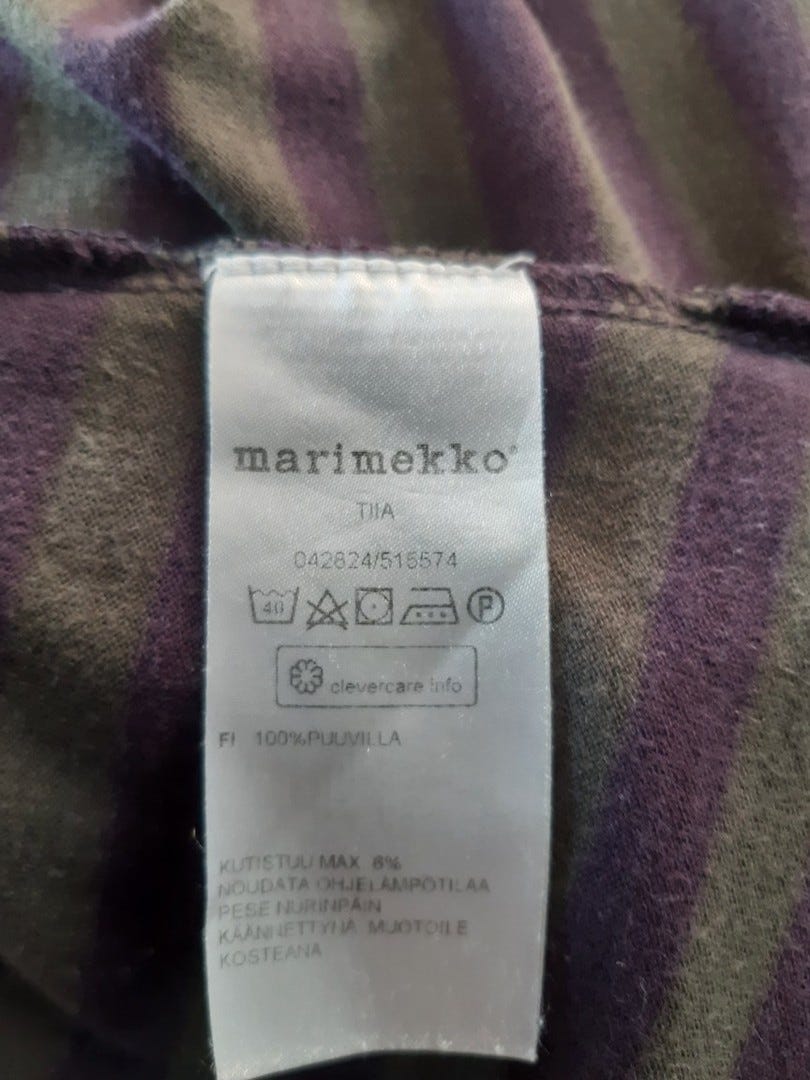 marimekko®
TIIA
042824/515574
40 P
clevercare info
FI 100%PUUVILLA
KUTISTUU MAX 6%
NOUDATA OHJELÄMPÖTILAA
PESE NURINPÄIN
KÄÄNNETTYNÄ MUOTOILE
KOSTEANA